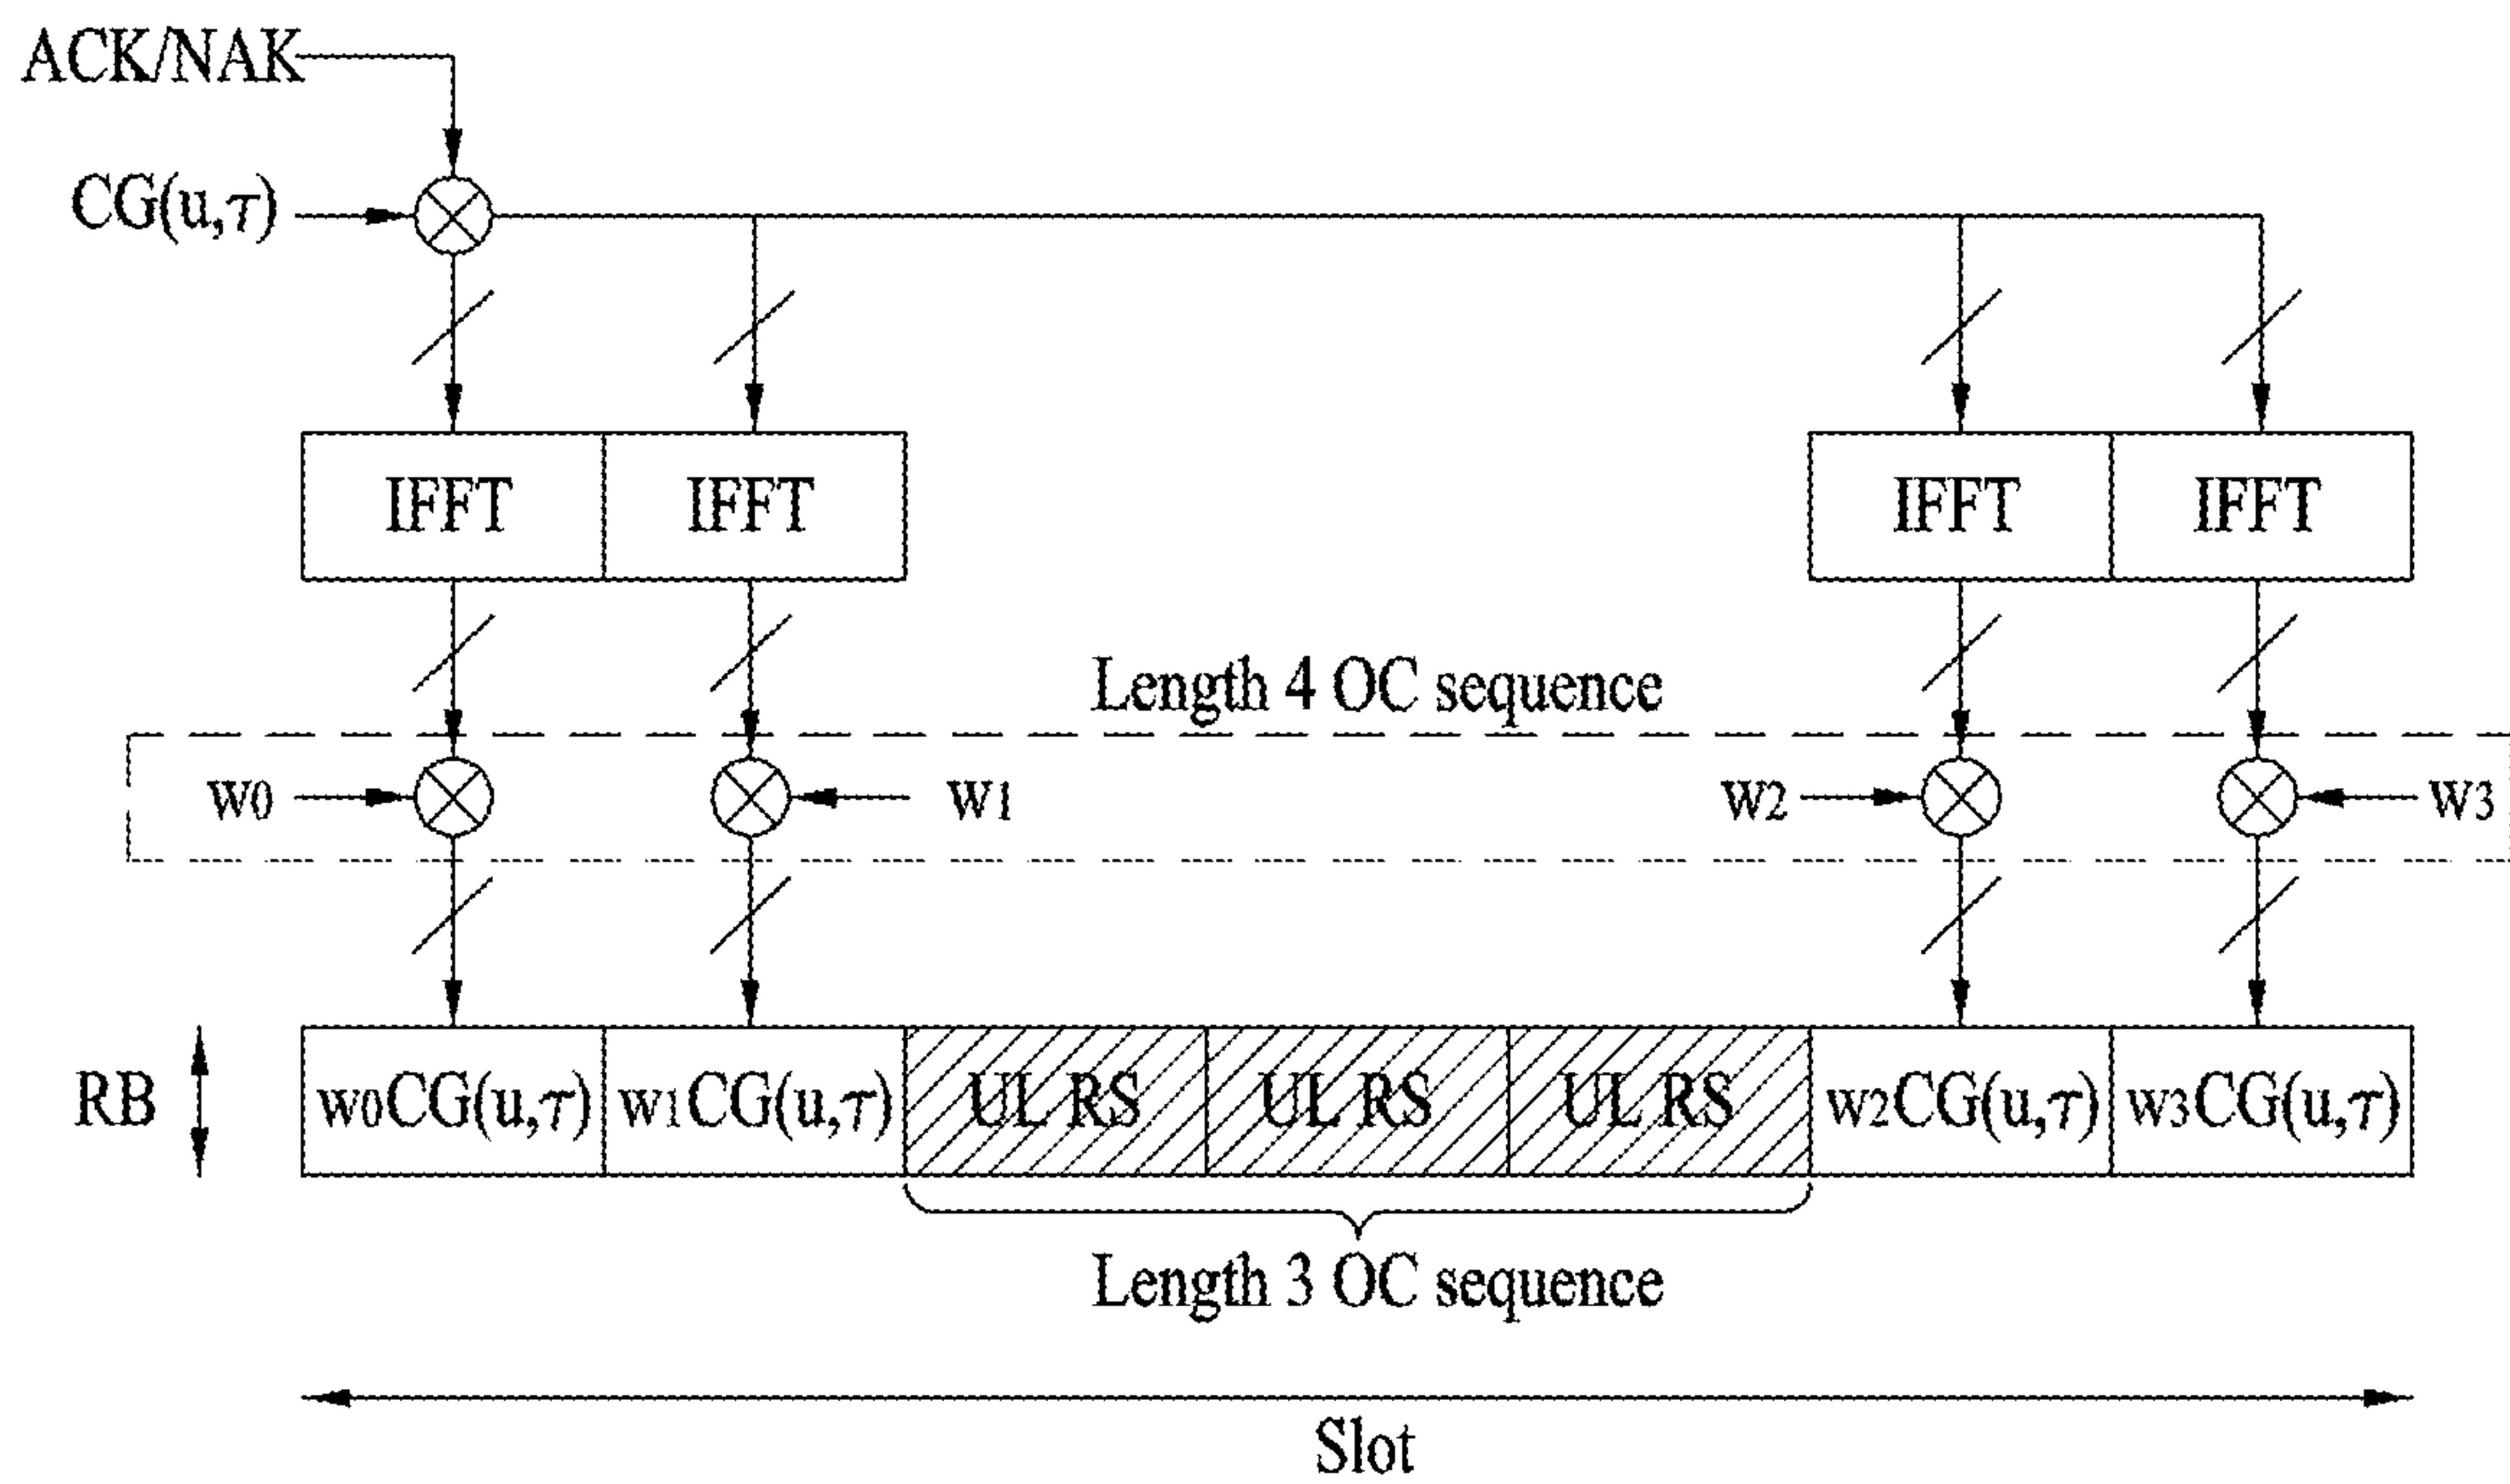 ACK/NAK
CG(u,τ)
IFFT IFFT IFFT IFFT
Length 4 OC sequence
w0 w1 w2 w3
RB w0CG(u,τ) w1CG(u,τ) UL RS UL RS UL RS w2CG(u,τ) w3CG(u,τ)
Length 3 OC sequence
Slot